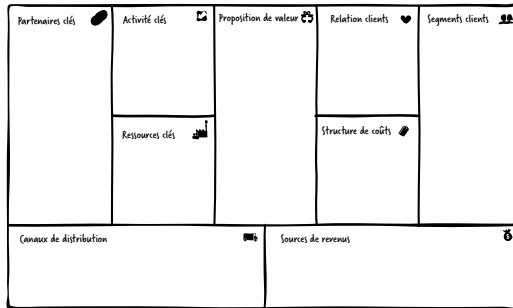 Partenaires clés
Activité clés
Proposition de valeur
Relation clients
Segments clients
Ressources clés
Structure de coûts
Canaux de distribution
Sources de revenus